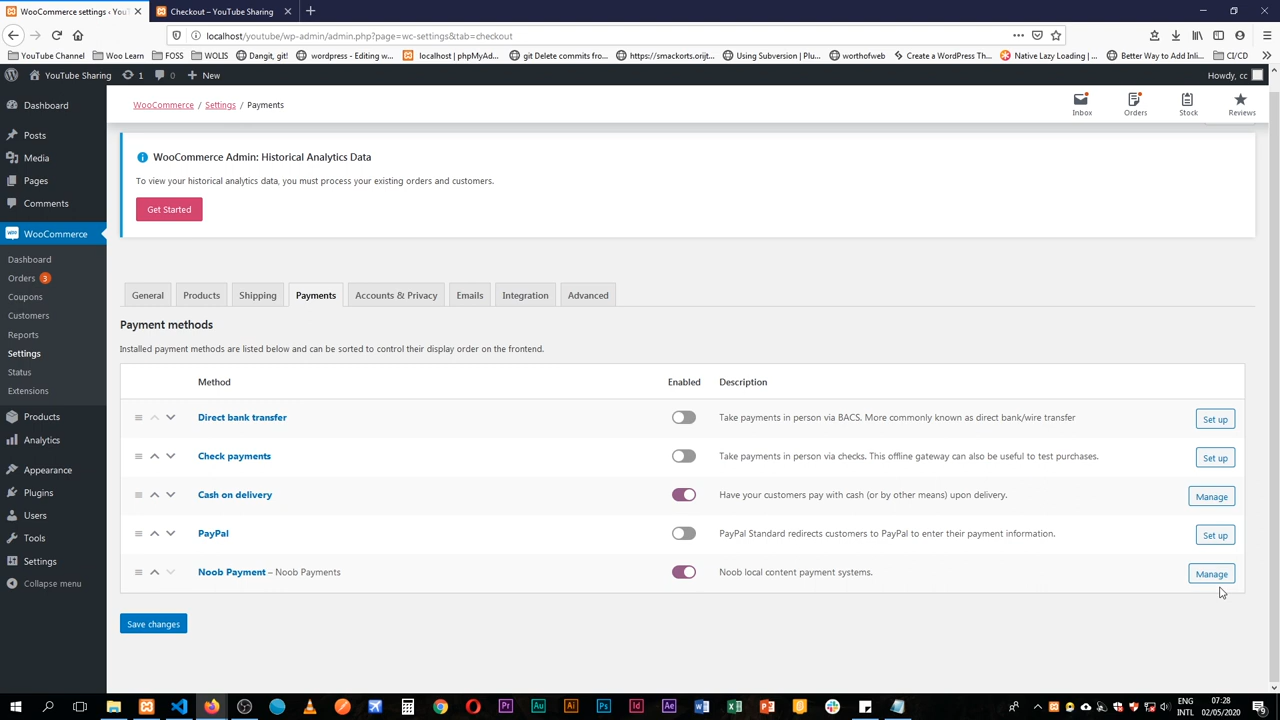 WooCommerce settings ‹ You
Checkout – YouTube Sharing
localhost/youtube/wp-admin/admin.php?page=wc-settings&tab=checkout
YouTube Channel
Woo Learn
FOSS
WOLIS
Dangit, git!
wordpress - Editing w...
localhost | phpMyAd...
git Delete commits fro...
https://smackorts.orijt...
Using Subversion | Plu...
worthofweb
Create a WordPress Th...
Native Lazy Loading | ...
Better Way to Add Inli...
CI/CD
YouTube Sharing
1
0
New
Howdy, cc
Dashboard
Posts
Media
Pages
Comments
WooCommerce
Dashboard
Orders 3
Coupons
Customers
Reports
Settings
Status
Extensions
Products
Analytics
Appearance
Plugins
Users
Tools
Settings
Collapse menu
WooCommerce / Settings / Payments
Inbox
Orders
Stock
Reviews
WooCommerce Admin: Historical Analytics Data
To view your historical analytics data, you must process your existing orders and customers.
Get Started
General
Products
Shipping
Payments
Accounts & Privacy
Emails
Integration
Advanced
Payment methods
Installed payment methods are listed below and can be sorted to control their display order on the frontend.
Method Enabled Description
Direct bank transfer Take payments in person via BACS. More commonly known as direct bank/wire transfer Set up
Check payments Take payments in person via checks. This offline gateway can also be useful to test purchases. Set up
Cash on delivery Have your customers pay with cash (or by other means) upon delivery. Manage
PayPal PayPal Standard redirects customers to PayPal to enter their payment information. Set up
Noob Payment – Noob Payments Noob local content payment systems. Manage
Save changes
Pr
Au
Ai
Ps
Id
Ae
ENG
INTL
07:28
02/05/2020